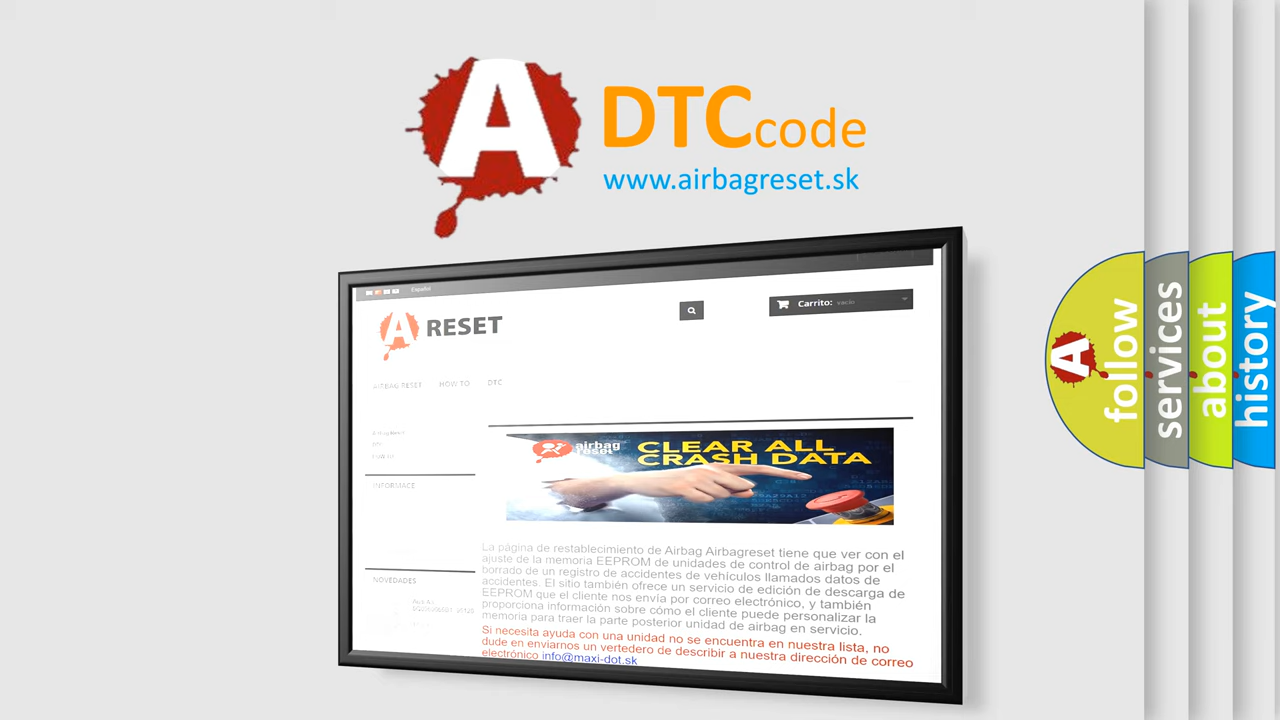 A DTCcode
www.airbagreset.sk
Español
Carrito: vacío
A RESET
AIRBAG RESET HOW TO DTC
airbag reset
CLEAR ALL
CRASH DATA
INFORMACE
La página de restablecimiento de Airbag Airbagreset tiene que ver con el
ajuste de la memoria EEPROM de unidades de control de airbag por el
borrado de un registro de accidentes de vehículos llamados datos de
accidentes. El sitio también ofrece un servicio de edición de descarga de
EEPROM que el cliente nos envía por correo electrónico, y también
proporciona información sobre cómo el cliente puede personalizar la
memoria para traer la parte posterior unidad de airbag en servicio.
NOVEDADES
Si necesita ayuda con una unidad no se encuentra en nuestra lista, no
dude en enviarnos un vertedero de describir a nuestra dirección de correo
electrónico info@maxi-dot.sk
A
follow
services
about
history